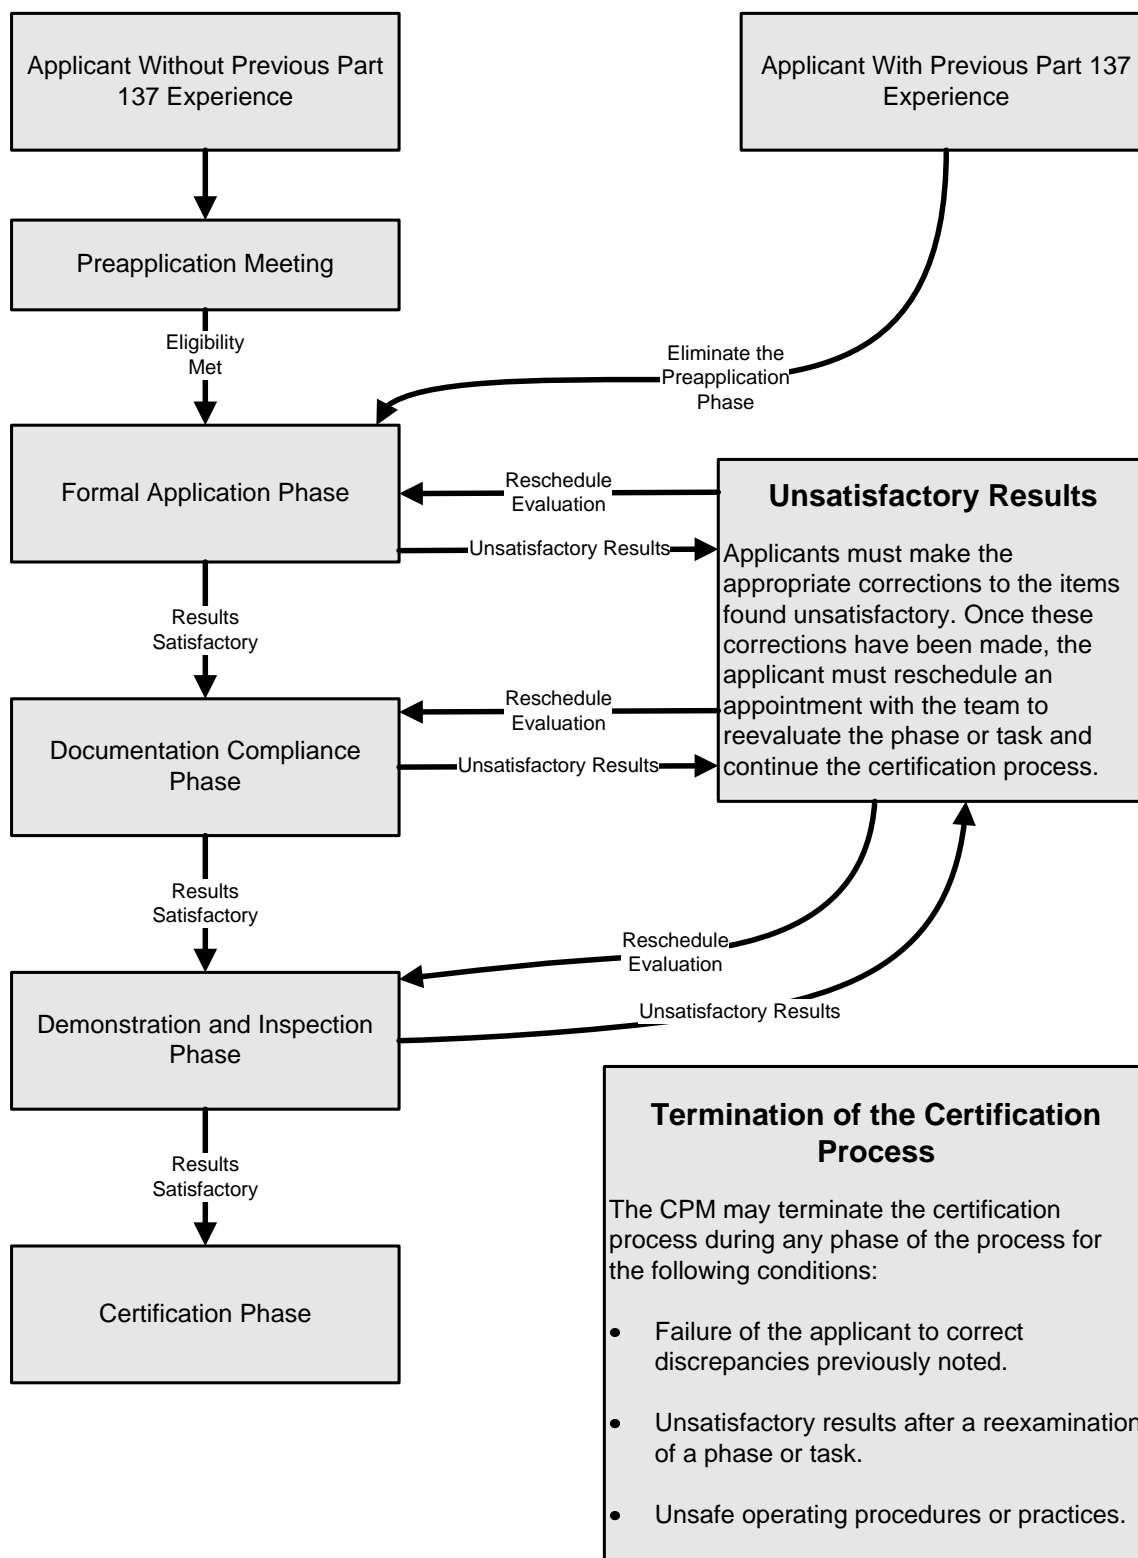 Applicant Without Previous Part
137 Experience
Applicant With Previous Part 137
Experience
Preapplication Meeting
Eligibility
Met
Eliminate the
Preapplication
Phase
Formal Application Phase
Reschedule
Evaluation
Unsatisfactory Results
Unsatisfactory Results
Applicants must make the
appropriate corrections to the items
found unsatisfactory. Once these
corrections have been made, the
applicant must reschedule an
appointment with the team to
reevaluate the phase or task and
continue the certification process.
Results
Satisfactory
Documentation Compliance
Phase
Reschedule
Evaluation
Unsatisfactory Results
Results
Satisfactory
Reschedule
Evaluation
Demonstration and Inspection
Phase
Unsatisfactory Results
Results
Satisfactory
Certification Phase
Termination of the Certification
Process
The CPM may terminate the certification
process during any phase of the process for
the following conditions:
• Failure of the applicant to correct
discrepancies previously noted.
• Unsatisfactory results after a reexamination
of a phase or task.
• Unsafe operating procedures or practices.